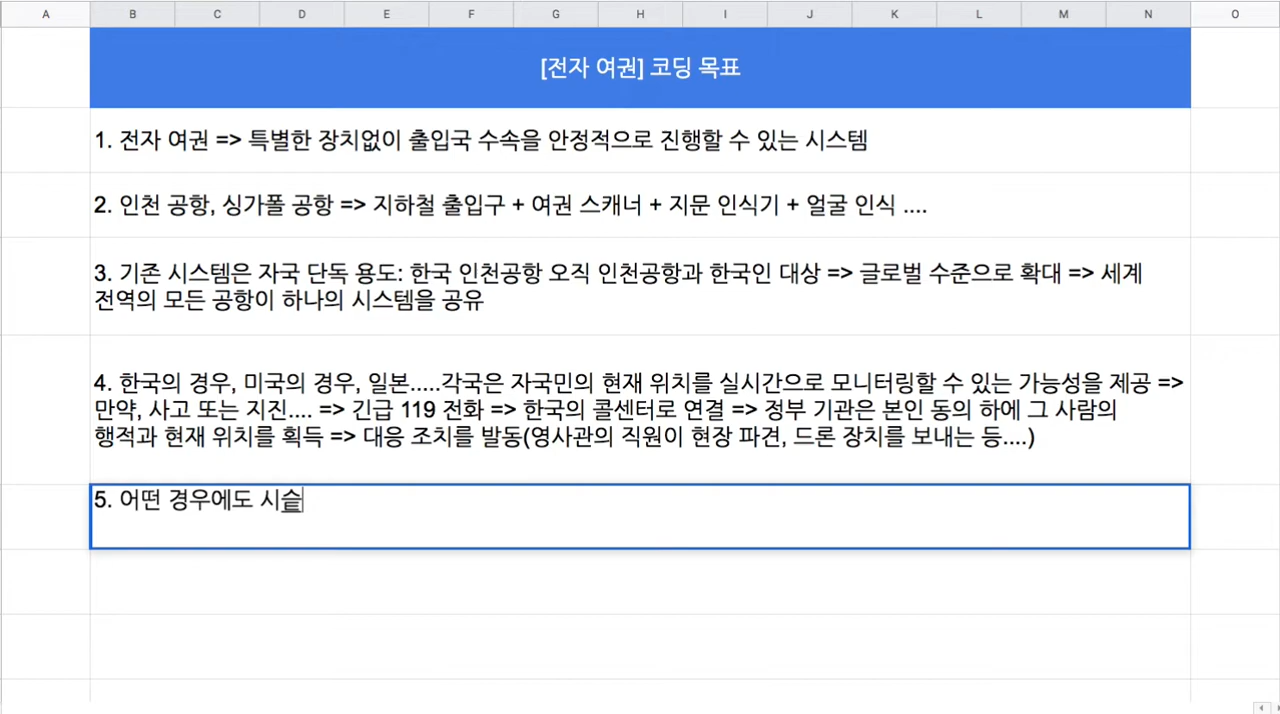 A B C D E F G H I J K L M N O
[전자 여권] 코딩 목표
1. 전자 여권 => 특별한 장치없이 출입국 수속을 안정적으로 진행할 수 있는 시스템
2. 인천 공항, 싱가폴 공항 => 지하철 출입구 + 여권 스캐너 + 지문 인식기 + 얼굴 인식 ....
3. 기존 시스템은 자국 단독 용도: 한국 인천공항 오직 인천공항과 한국인 대상 => 글로벌 수준으로 확대 => 세계
전역의 모든 공항이 하나의 시스템을 공유
4. 한국의 경우, 미국의 경우, 일본.....각국은 자국민의 현재 위치를 실시간으로 모니터링할 수 있는 가능성을 제공 =>
만약, 사고 또는 지진.... => 긴급 119 전화 => 한국의 콜센터로 연결 => 정부 기관은 본인 동의 하에 그 사람의
행적과 현재 위치를 획득 => 대응 조치를 발동(영사관의 직원이 현장 파견, 드론 장치를 보내는 등....)
5. 어떤 경우에도 시슽